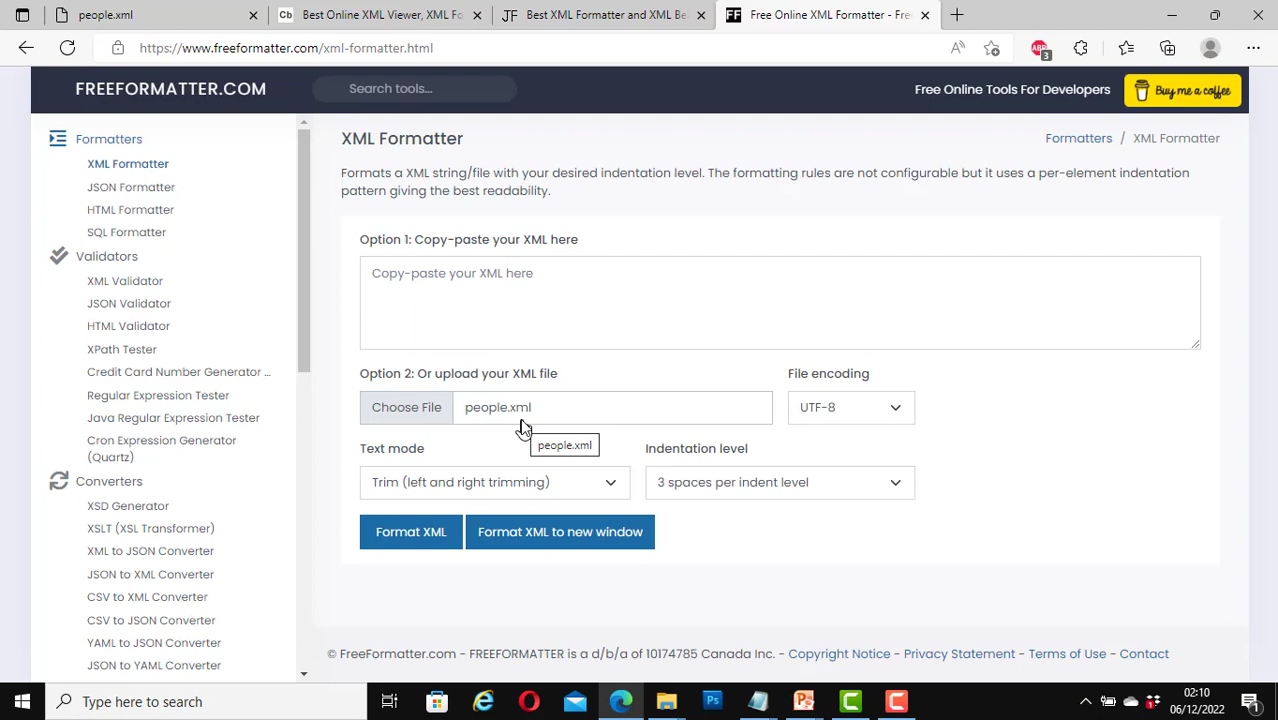 people.xml
Best Online XML Viewer, XML Fo
Best XML Formatter and XML Be
Free Online XML Formatter - Free
https://www.freeformatter.com/xml-formatter.html
3
FREEFORMATTER.COM
Search tools...
Free Online Tools For Developers
Buy me a coffee
Formatters
XML Formatter
JSON Formatter
HTML Formatter
SQL Formatter
Validators
XML Validator
JSON Validator
HTML Validator
XPath Tester
Credit Card Number Generator ...
Regular Expression Tester
Java Regular Expression Tester
Cron Expression Generator
(Quartz)
Converters
XSD Generator
XSLT (XSL Transformer)
XML to JSON Converter
JSON to XML Converter
CSV to XML Converter
CSV to JSON Converter
YAML to JSON Converter
JSON to YAML Converter
XML Formatter
Formatters / XML Formatter
Formats a XML string/file with your desired indentation level. The formatting rules are not configurable but it uses a per-element indentation
pattern giving the best readability.
Option 1: Copy-paste your XML here
Copy-paste your XML here
Option 2: Or upload your XML file
File encoding
Choose File people.xml
UTF-8
people.xml
Text mode
Indentation level
Trim (left and right trimming)
3 spaces per indent level
Format XML
Format XML to new window
© FreeFormatter.com - FREEFORMATTER is a d/b/a of 10174785 Canada Inc. - Copyright Notice - Privacy Statement - Terms of Use - Contact
Type here to search
02:10
06/12/2022
1